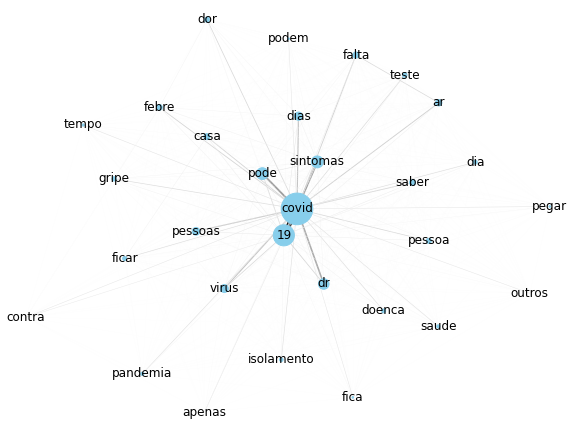 dor
podem
falta
teste
ar
febre
dias
tempo
casa
sintomas
dia
pode
gripe
saber
covid
pegar
pessoas
19
pessoa
ficar
virus
dr
outros
doenca
contra
saude
isolamento
pandemia
fica
apenas